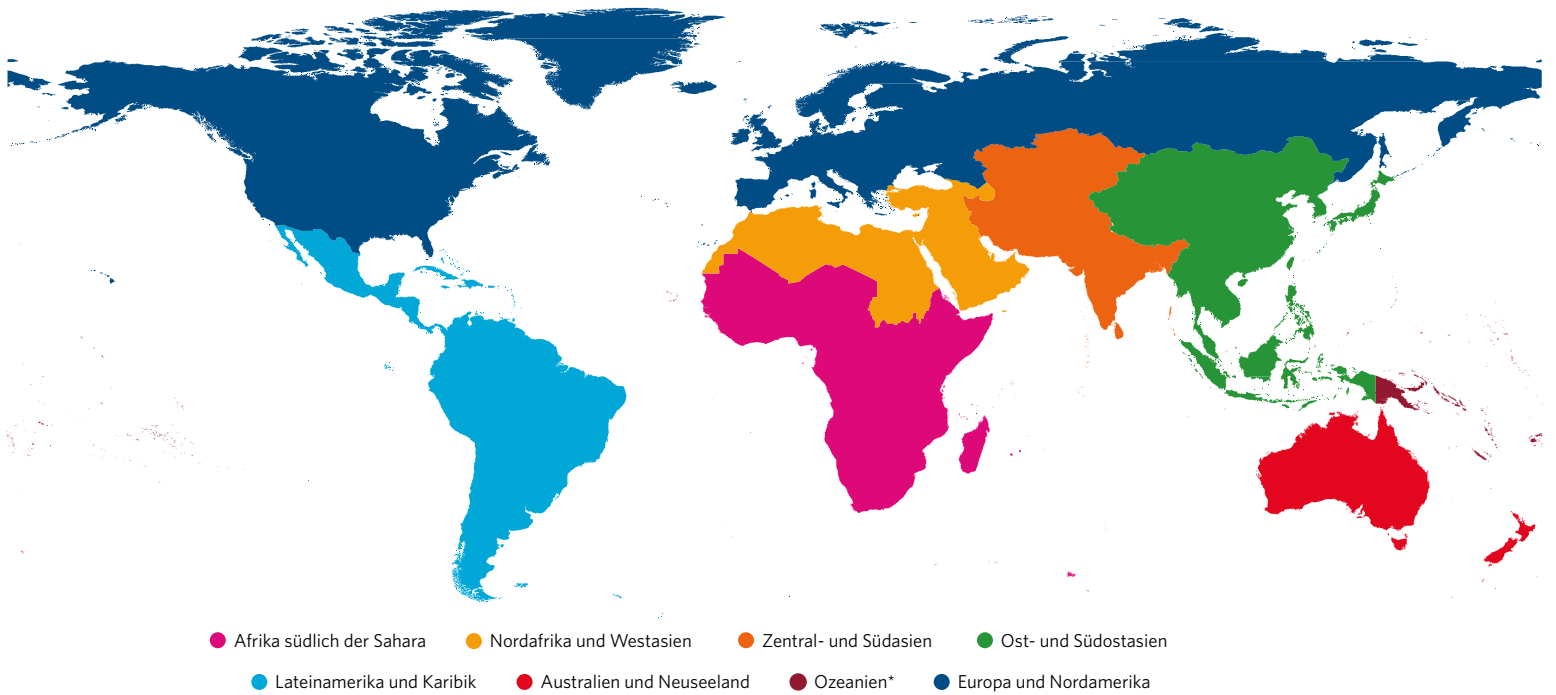 Afrika südlich der Sahara Nordafrika und Westasien Zentral- und Südasien Ost- und Südostasien
Lateinamerika und Karibik Australien und Neuseeland Ozeanien* Europa und Nordamerika